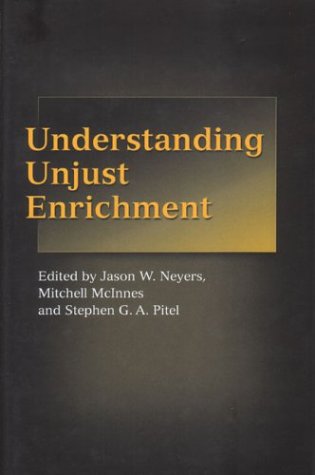 Understanding
Unjust
Enrichment
Edited by Jason W. Neyers,
Mitchell McInnes
and Stephen G. A. Pitel